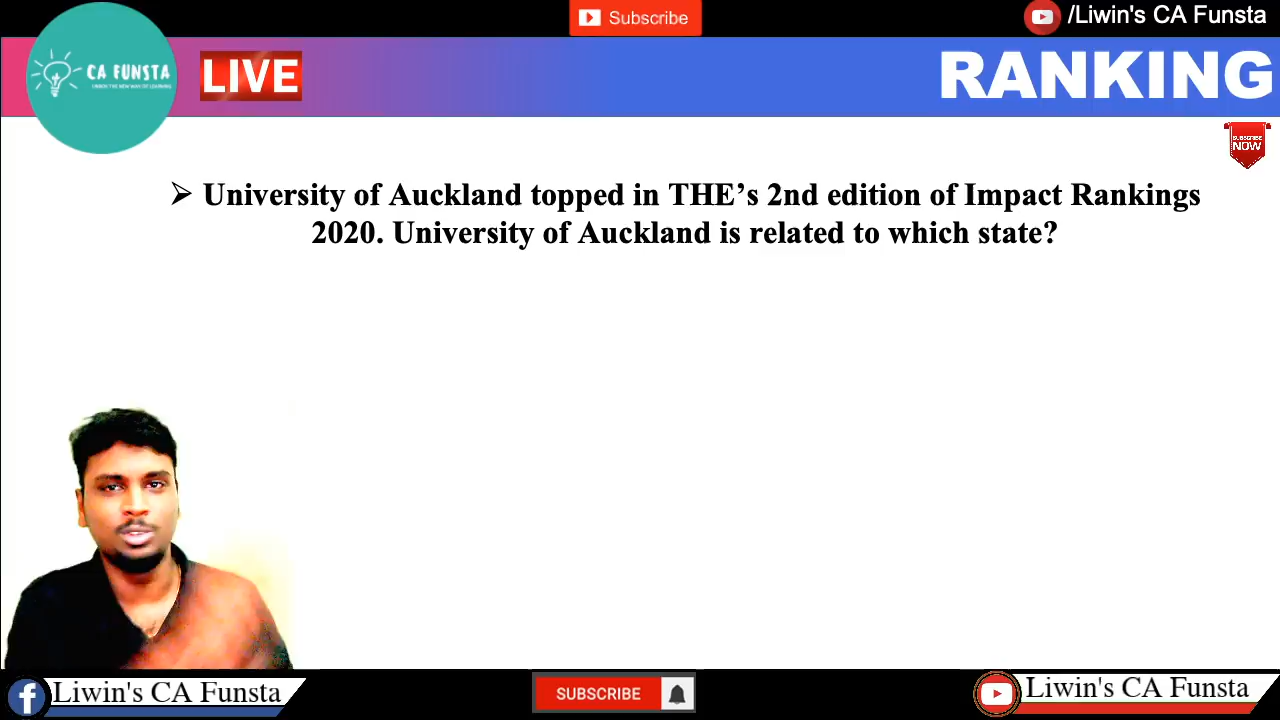 Subscribe
/Liwin's CA Funsta
CA FUNSTA
LIVE
RANKING
SUBSCRIBE
NOW
➢ University of Auckland topped in THE’s 2nd edition of Impact Rankings
2020. University of Auckland is related to which state?
Liwin's CA Funsta
SUBSCRIBE
Liwin's CA Funsta